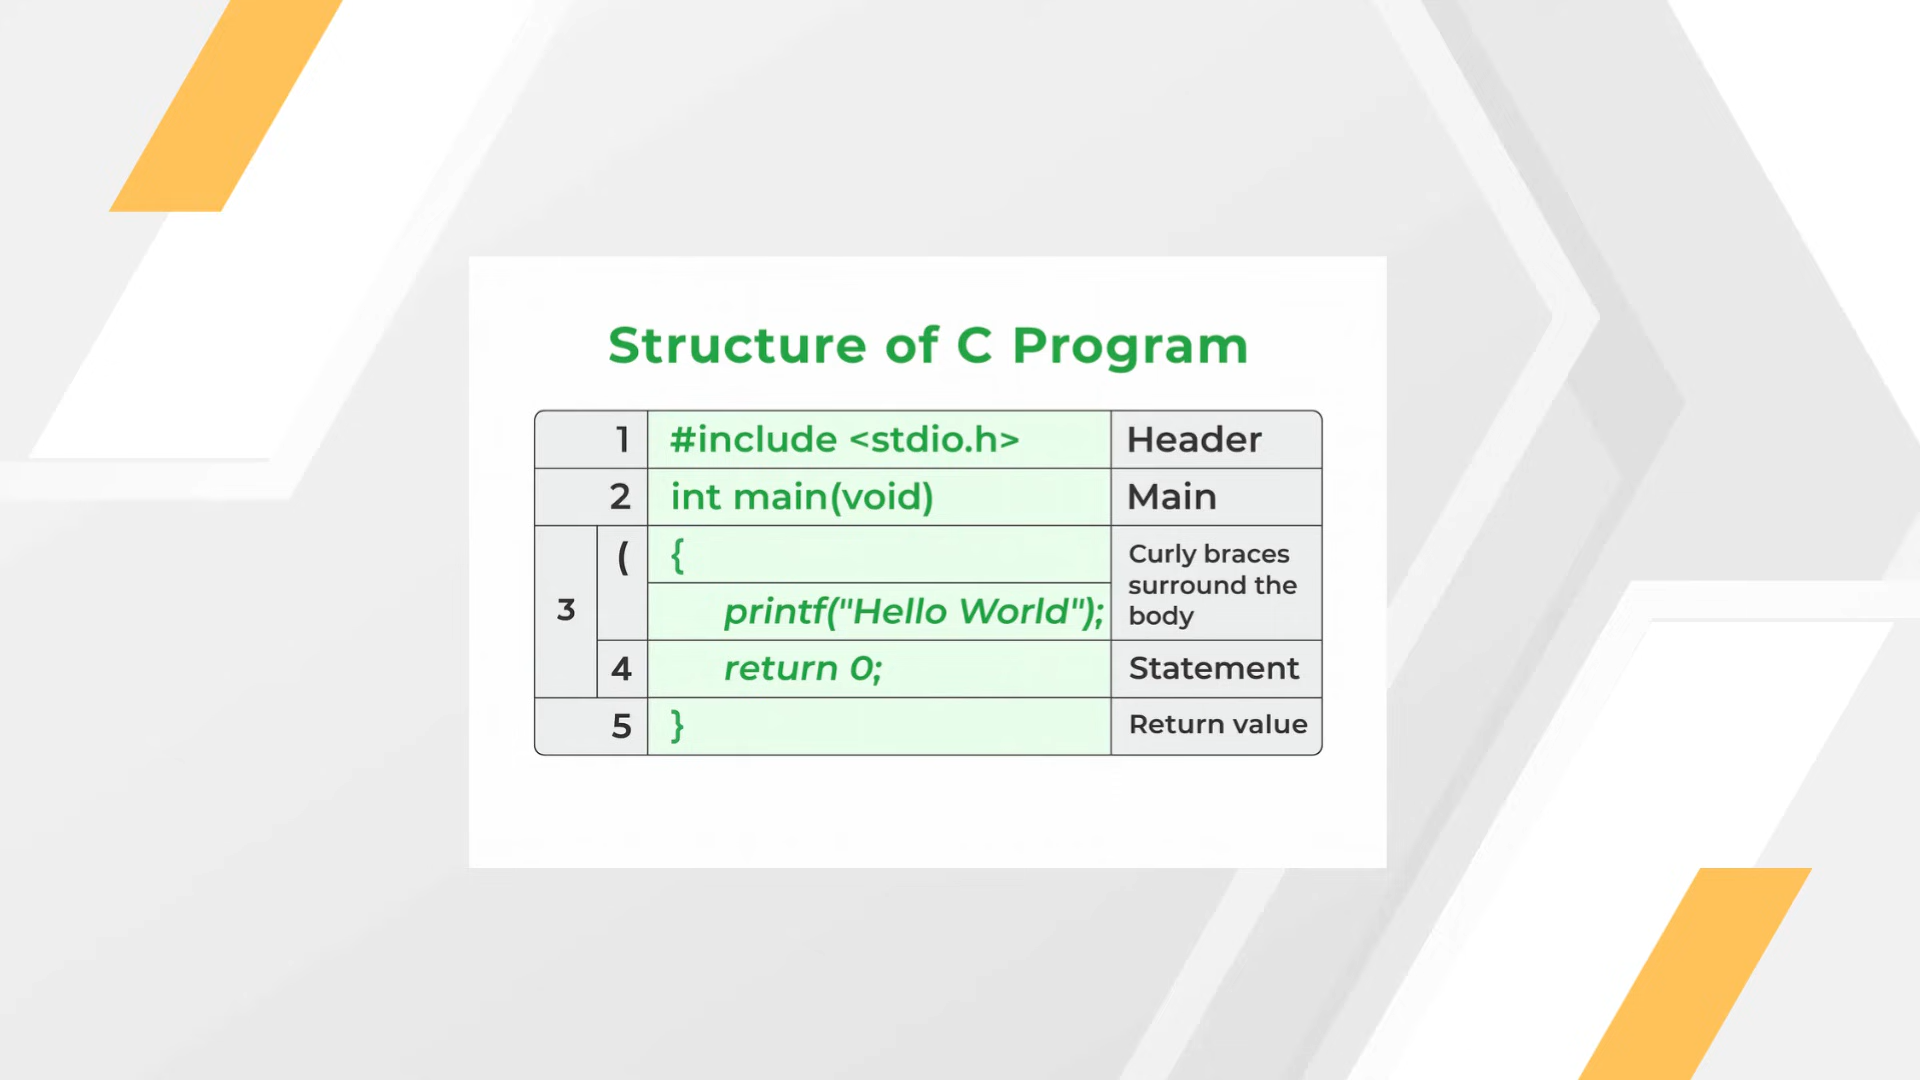 Structure of C Program
1 #include <stdio.h> Header
2 int main(void) Main
3 ( { Curly braces surround the body
printf("Hello World");
4 return 0; Statement
5 } Return value